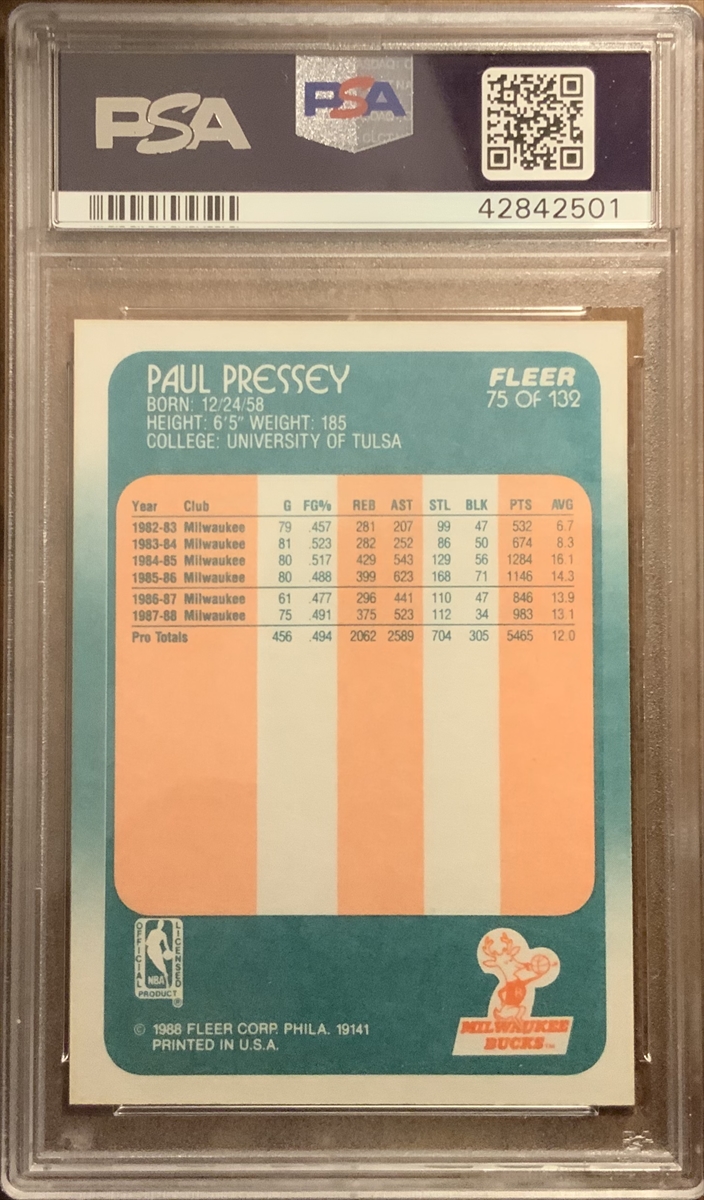 PSA PSA
42842501
PAUL PRESSEY
FLEER
75 OF 132
BORN: 12/24/58
HEIGHT: 6'5" WEIGHT: 185
COLLEGE: UNIVERSITY OF TULSA
Year Club G FG% REB AST STL BLK PTS AVG
1982-83 Milwaukee 79 .457 281 207 99 47 532 6.7
1983-84 Milwaukee 81 .523 282 252 86 50 674 8.3
1984-85 Milwaukee 80 .517 429 543 129 56 1284 16.1
1985-86 Milwaukee 80 .488 399 623 168 71 1146 14.3
1986-87 Milwaukee 61 .477 296 441 110 47 846 13.9
1987-88 Milwaukee 75 .491 375 523 112 34 983 13.1
Pro Totals 456 .494 2062 2589 704 305 5465 12.0
OFFICIAL LICENSED
NBA
PRODUCT ®
MILWAUKEE
BUCKS™
© 1988 FLEER CORP. PHILA. 19141
PRINTED IN U.S.A.
PSA